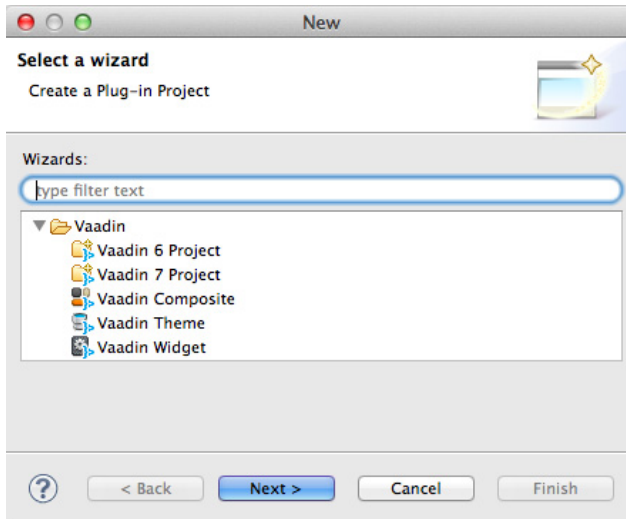 New
Select a wizard
Create a Plug-in Project
Wizards:
type filter text
Vaadin
Vaadin 6 Project
Vaadin 7 Project
Vaadin Composite
Vaadin Theme
Vaadin Widget
? < Back Next > Cancel Finish